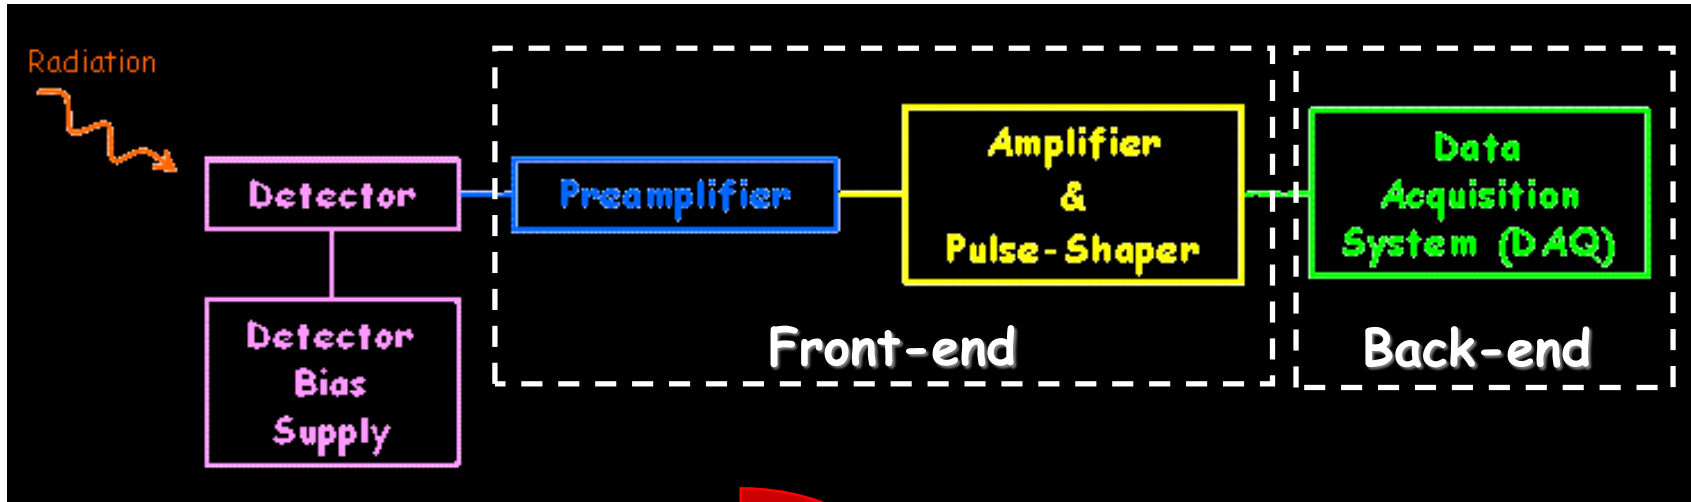 Radiation
Detector
Preamplifier
Amplifier
&
Pulse-Shaper
Data
Acquisition
System (DAQ)
Detector
Bias
Supply
Front-end
Back-end